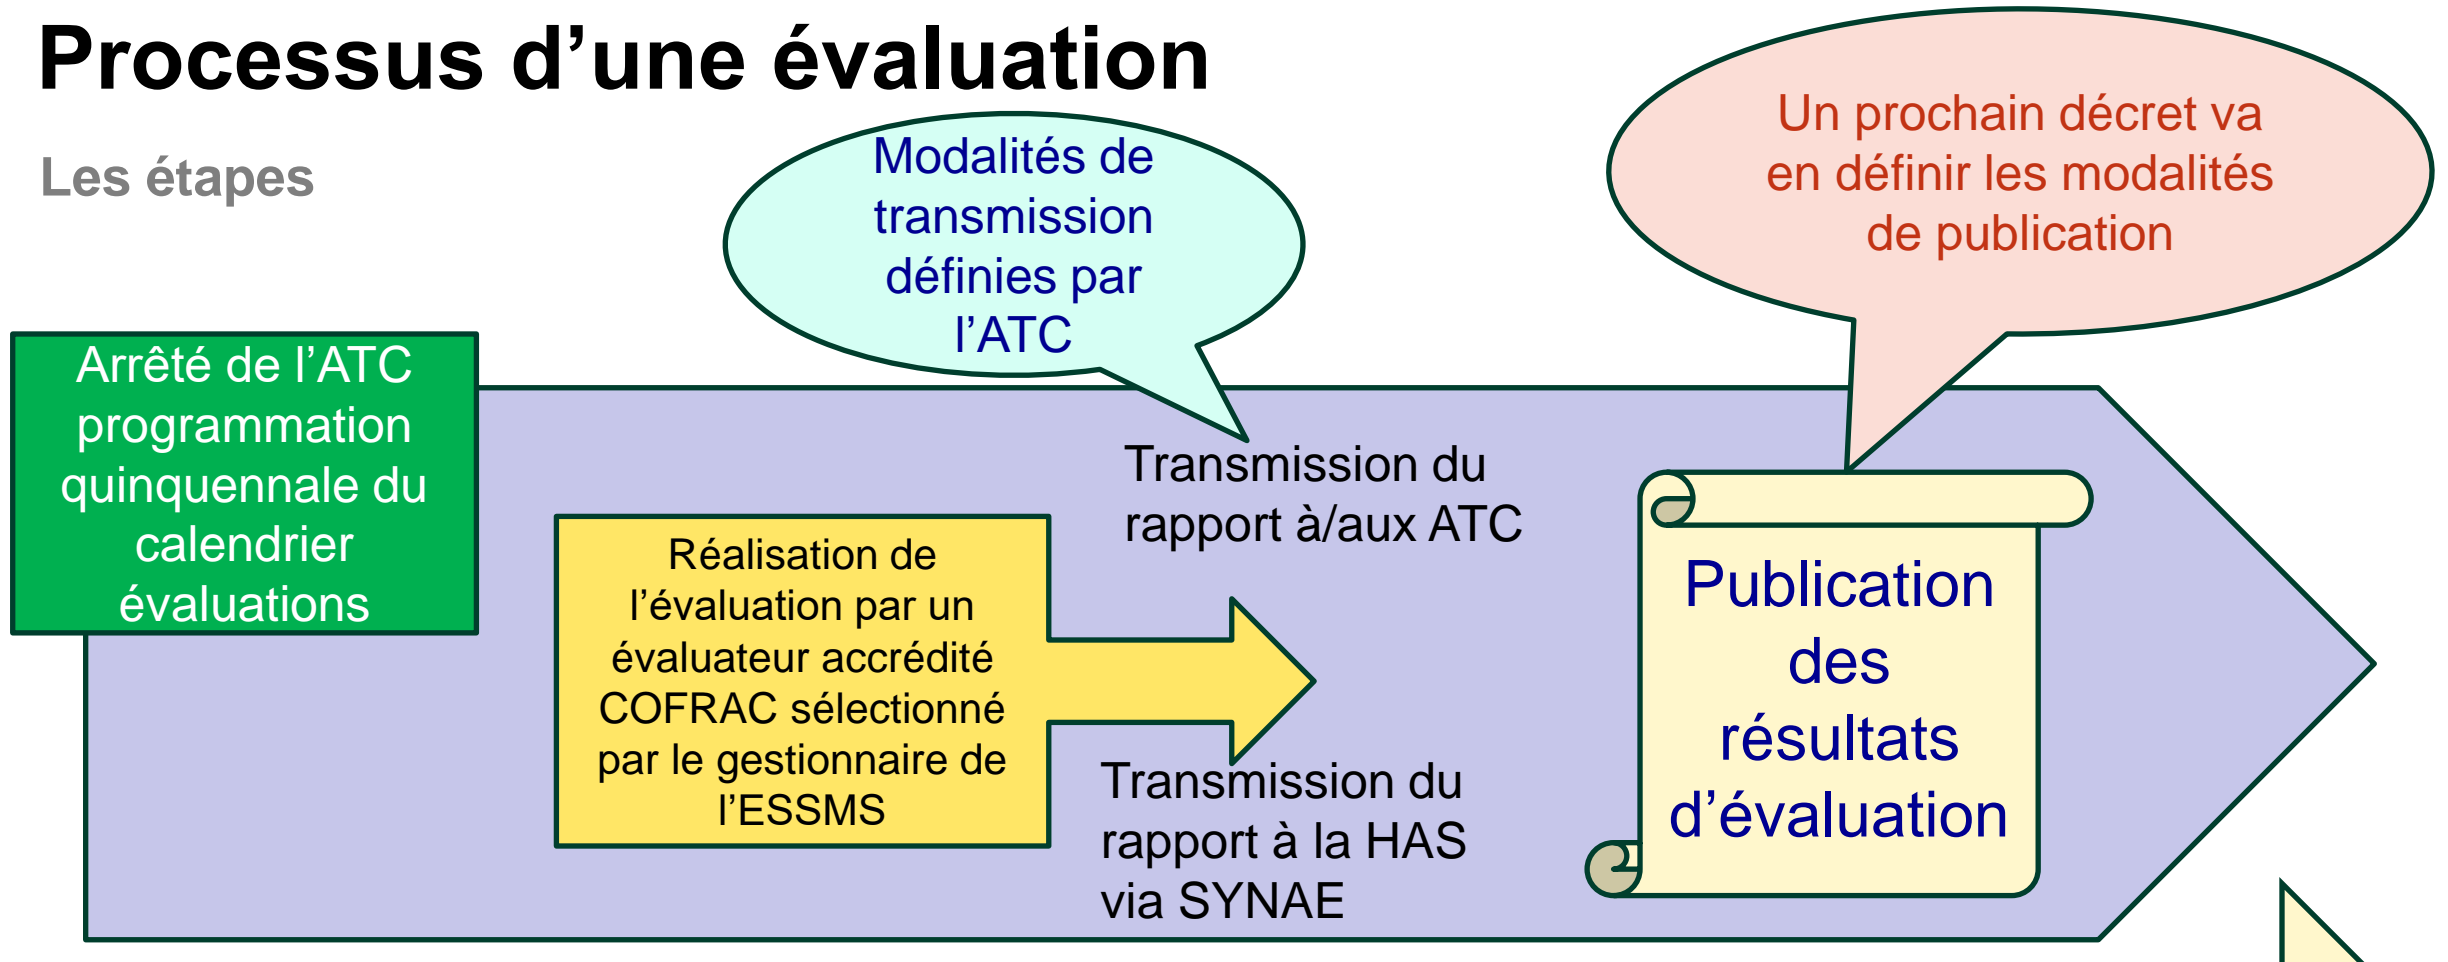 Processus d’une évaluation
Les étapes
Modalités de
transmission
définies par
l’ATC
Un prochain décret va
en définir les modalités
de publication
Arrêté de l’ATC
programmation
quinquennale du
calendrier
évaluations
Réalisation de
l’évaluation par un
évaluateur accrédité
COFRAC sélectionné
par le gestionnaire de
l’ESSMS
Transmission du
rapport à/aux ATC
Transmission du
rapport à la HAS
via SYNAE
Publication
des
résultats
d’évaluation